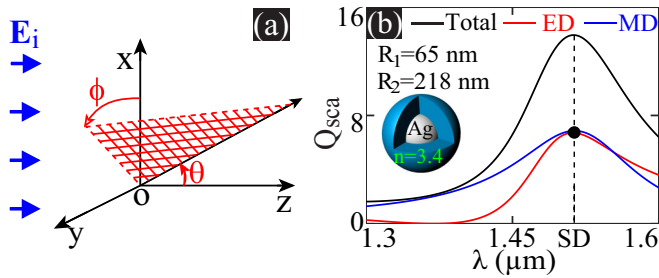 (a)
E_i
x
ϕ
θ
o
z
y
(b)
16
Total ED MD
R_1=65 nm
R_2=218 nm
Ag
n=3.4
Q_sca
8
0
1.3 1.45 SD 1.6
λ (μm)